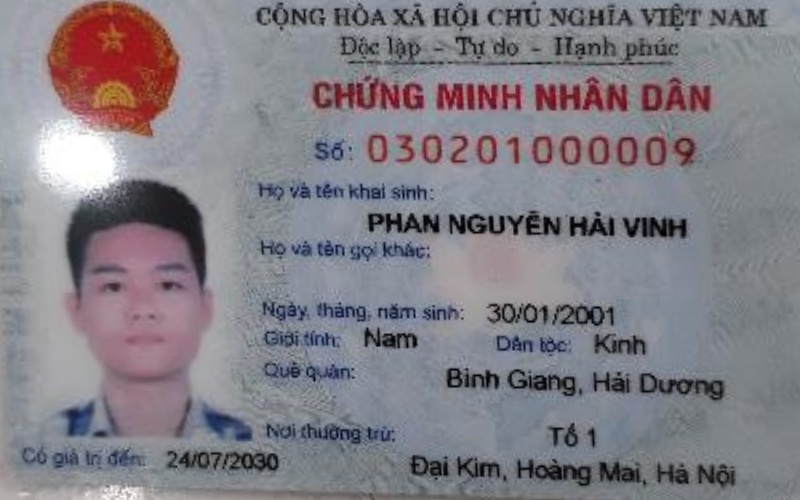 CỘNG HÒA XÃ HỘI CHỦ NGHĨA VIỆT NAM
Độc lập - Tự do - Hạnh phúc
CHỨNG MINH NHÂN DÂN
Số: 030201000009
Họ và tên khai sinh:
PHAN NGUYỄN HẢI VINH
Họ và tên gọi khác:
Ngày, tháng, năm sinh: 30/01/2001
Giới tính: Nam Dân tộc: Kinh
Quê quán:
Bình Giang, Hải Dương
Nơi thường trú: Tổ 1
Có giá trị đến: 24/07/2030
Đại Kim, Hoàng Mai, Hà Nội